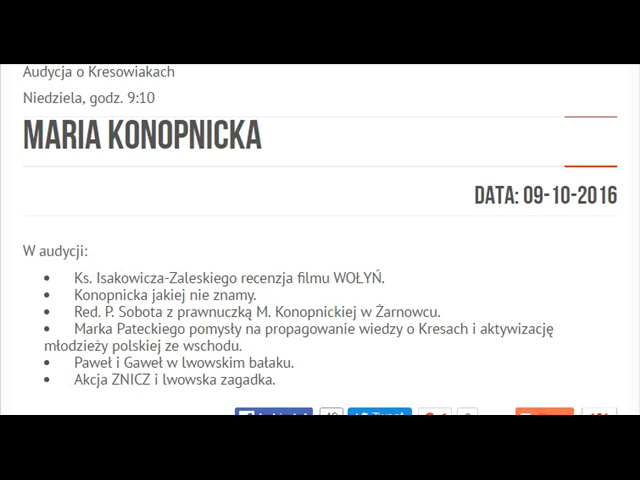 Audycja o Kresowiakach
Niedziela, godz. 9:10
MARIA KONOPNICKA
DATA: 09-10-2016
W audycji:
• Ks. Isakowicza-Zaleskiego recenzja filmu WOŁYŃ.
• Konopnicka jakiej nie znamy.
• Red. P. Sobota z prawnuczką M. Konopnickiej w Żarnowcu.
• Marka Pateckiego pomysły na propagowanie wiedzy o Kresach i aktywizację
młodzieży polskiej ze wschodu.
• Paweł i Gaweł w lwowskim bałaku.
• Akcja ZNICZ i lwowska zagadka.